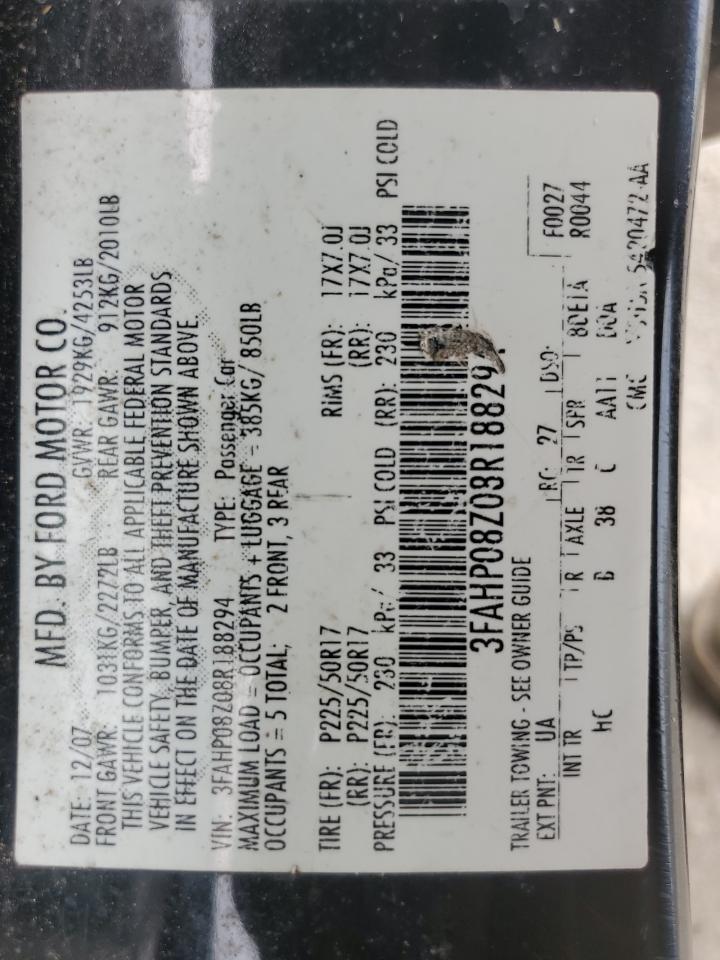 MFD. BY FORD MOTOR CO.
DATE: 12/07 GVWR: 1929KG/4253LB
FRONT GAWR: 1031KG/2272LB REAR GAWR: 912KG/2010LB
THIS VEHICLE CONFORMS TO ALL APPLICABLE FEDERAL MOTOR
VEHICLE SAFETY, BUMPER, AND THEFT PREVENTION STANDARDS
IN EFFECT ON THE DATE OF MANUFACTURE SHOWN ABOVE.
VIN: 3FAHP08Z08R188294 TYPE: Passenger Car
MAXIMUM LOAD = OCCUPANTS + LUGGAGE = 385KG/ 850LB
OCCUPANTS = 5 TOTAL; 2 FRONT, 3 REAR
TIRE (FR): P225/50R17 RIMS (FR): 17X7.0J
(RR): P225/50R17 (RR): 17X7.0J
PRESSURE (FR): 230 kPa/ 33 PSI COLD (RR): 230 kPa/ 33 PSI COLD
3FAHP08Z08R18829
TRAILER TOWING - SEE OWNER GUIDE
EXT PNT: UA RC: 27 DSO: F0027
INT TR TP/PS R AXLE TR SPR 8DE1A R0044
HC B 38 C AA11
CMC 5420472 AA